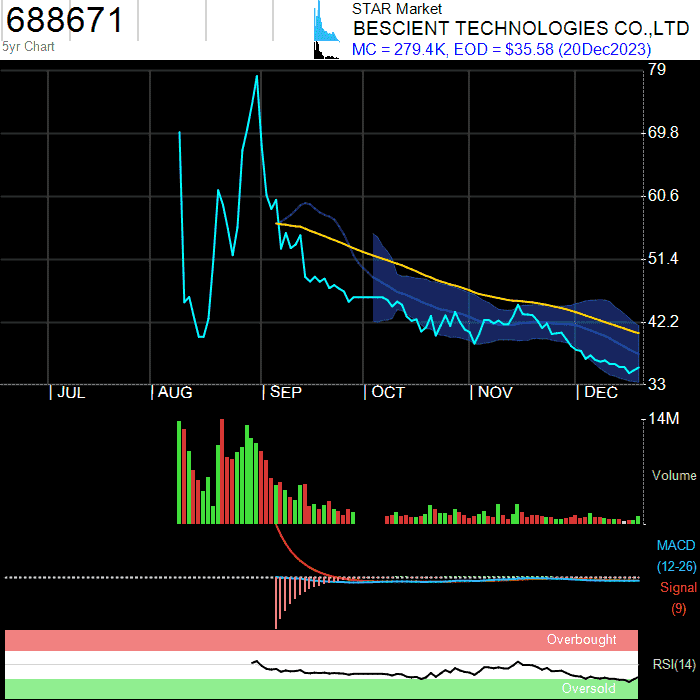 688671
5yr Chart
STAR Market
BESCIENT TECHNOLOGIES CO.,LTD
MC = 279.4K, EOD = $35.58 (20Dec2023)
79
69.8
60.6
51.4
42.2
33
| JUL | AUG | SEP | OCT | NOV | DEC
14M
Volume
MACD
(12-26)
Signal
(9)
Overbought
RSI(14)
Oversold